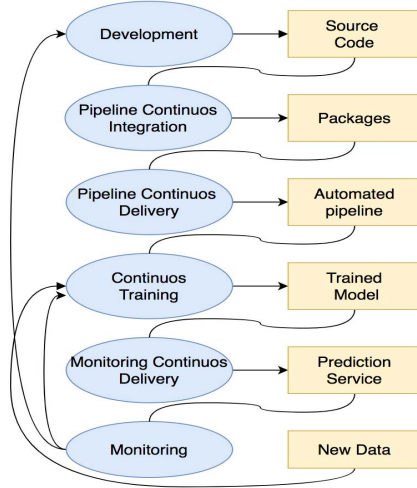 Development
Source
Code
Pipeline Continuos
Integration
Packages
Pipeline Continuos
Delivery
Automated
pipeline
Continuos
Training
Trained
Model
Monitoring Continuos
Delivery
Prediction
Service
Monitoring
New Data